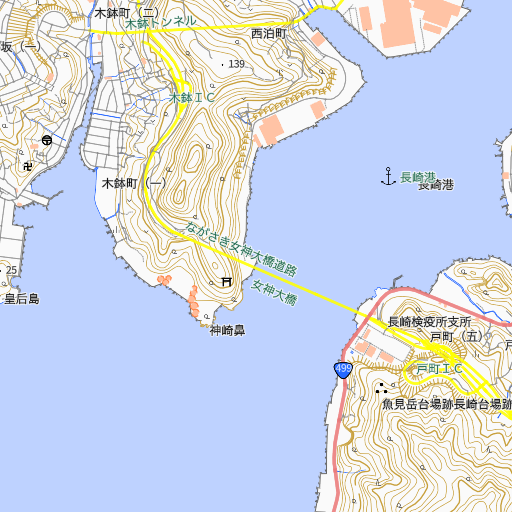 木鉢町（二）
木鉢トンネル
西泊町
坂（一）
139
木鉢ＩＣ
長崎港
長崎港
木鉢町（一）
ながさき女神大橋道路
25
女神大橋
皇后島
神崎鼻
長崎検疫所支所
戸町（五）
戸
499
戸町ＩＣ
魚見岳台場跡長崎台場跡